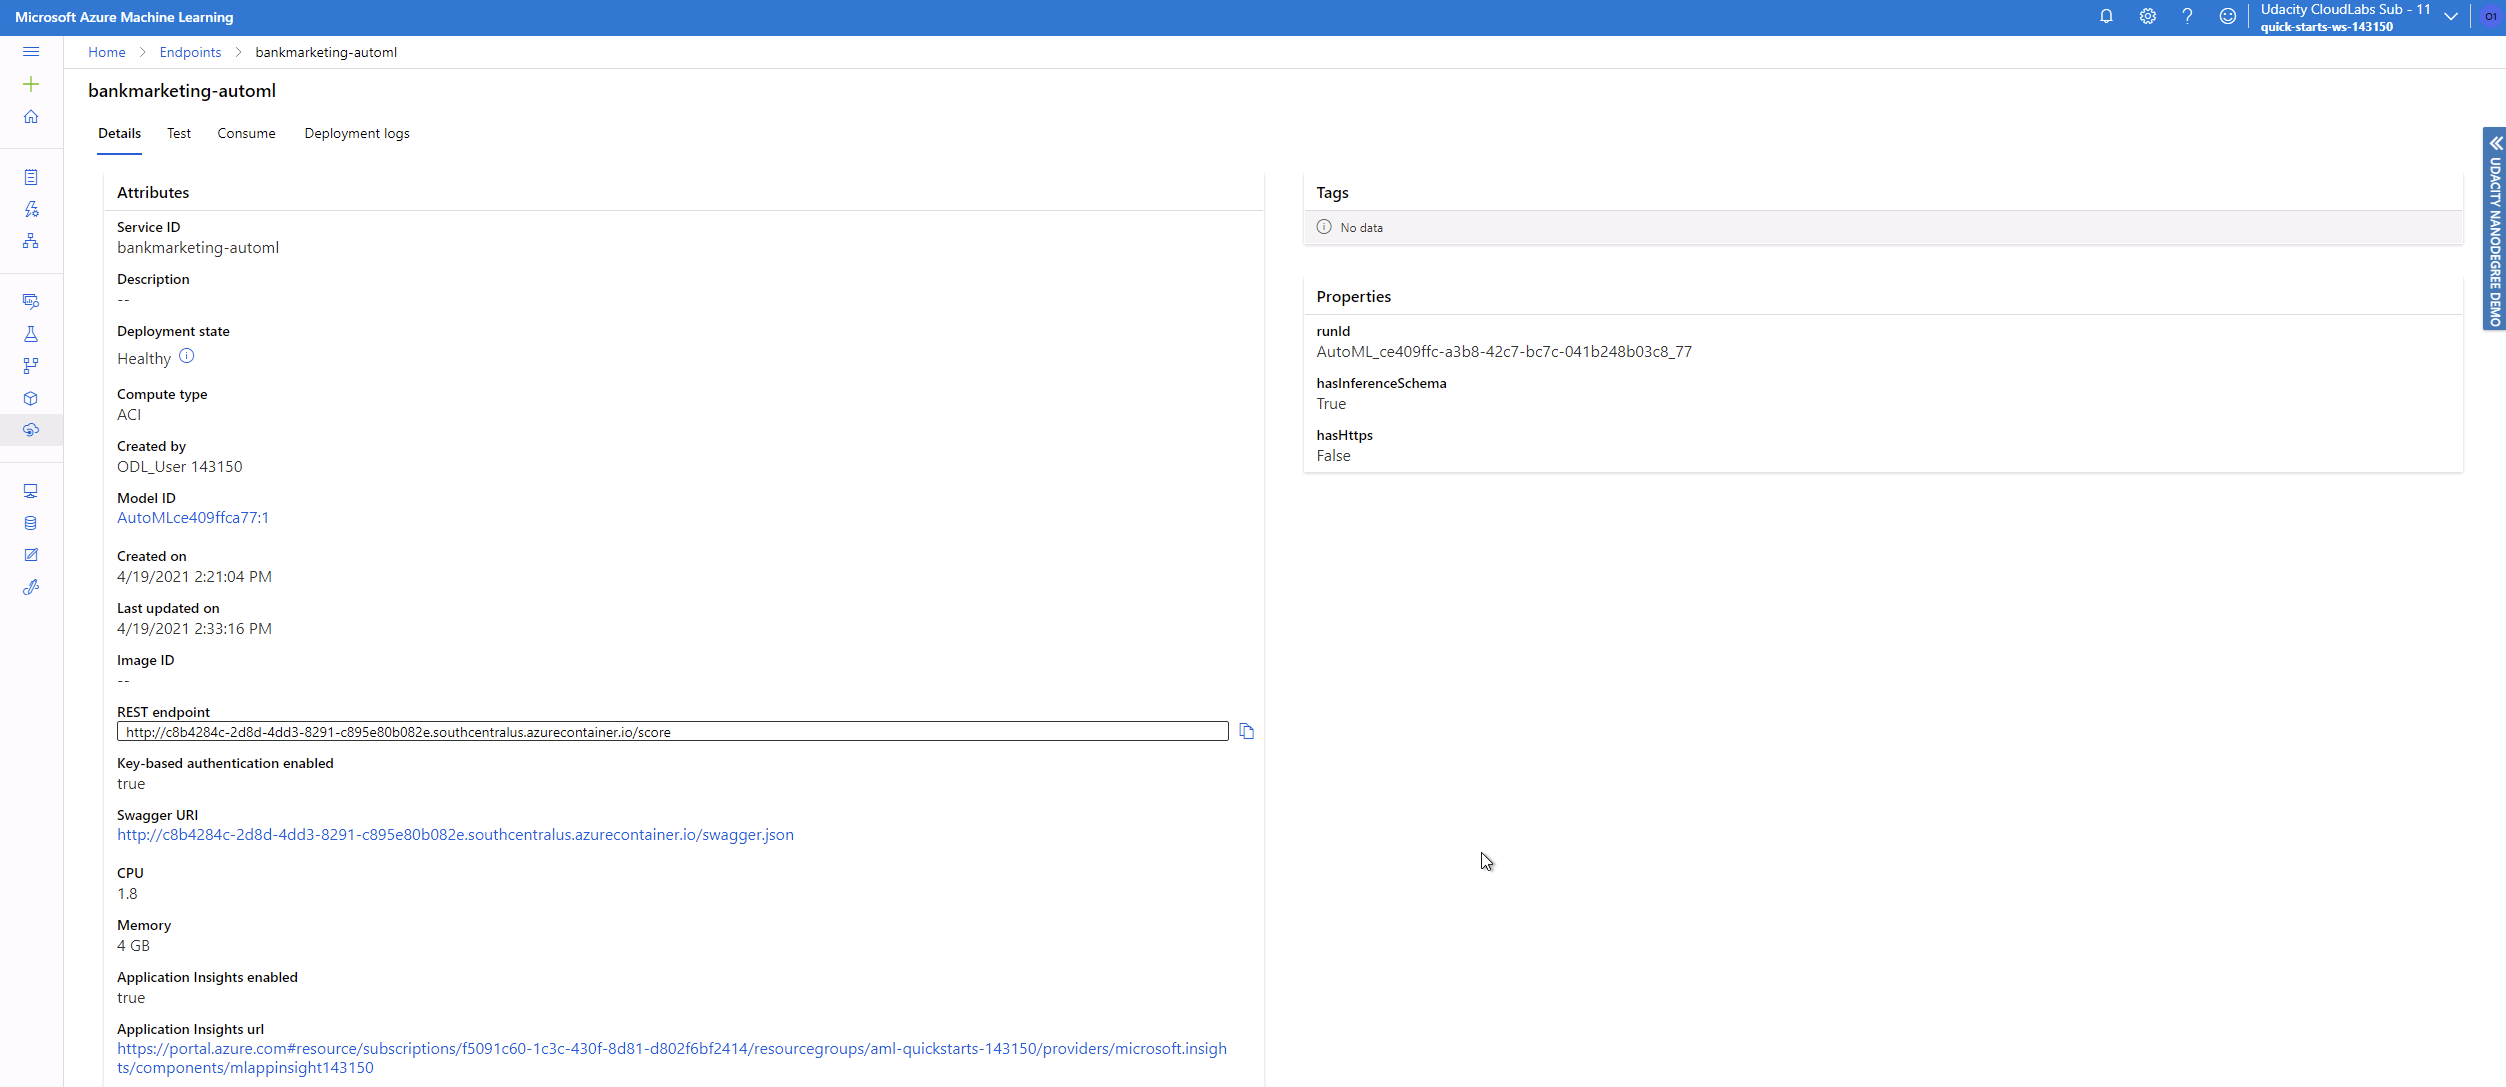 Microsoft Azure Machine Learning
Udacity CloudLabs Sub - 11
quick-starts-ws-143150
O1
Home > Endpoints > bankmarketing-automl
bankmarketing-automl
Details Test Consume Deployment logs
Attributes
Service ID
bankmarketing-automl
Description
--
Deployment state
Healthy
Compute type
ACI
Created by
ODL_User 143150
Model ID
AutoMLce409ffca77:1
Created on
4/19/2021 2:21:04 PM
Last updated on
4/19/2021 2:33:16 PM
Image ID
--
REST endpoint
http://c8b4284c-2d8d-4dd3-8291-c895e80b082e.southcentralus.azurecontainer.io/score
Key-based authentication enabled
true
Swagger URI
http://c8b4284c-2d8d-4dd3-8291-c895e80b082e.southcentralus.azurecontainer.io/swagger.json
CPU
1.8
Memory
4 GB
Application Insights enabled
true
Application Insights url
https://portal.azure.com#resource/subscriptions/f5091c60-1c3c-430f-8d81-d802f6bf2414/resourcegroups/aml-quickstarts-143150/providers/microsoft.insigh
ts/components/mlappinsight143150
Tags
No data
Properties
runId
AutoML_ce409ffc-a3b8-42c7-bc7c-041b248b03c8_77
hasInferenceSchema
True
hasHttps
False
UDACITY NANODEGREE DEMO